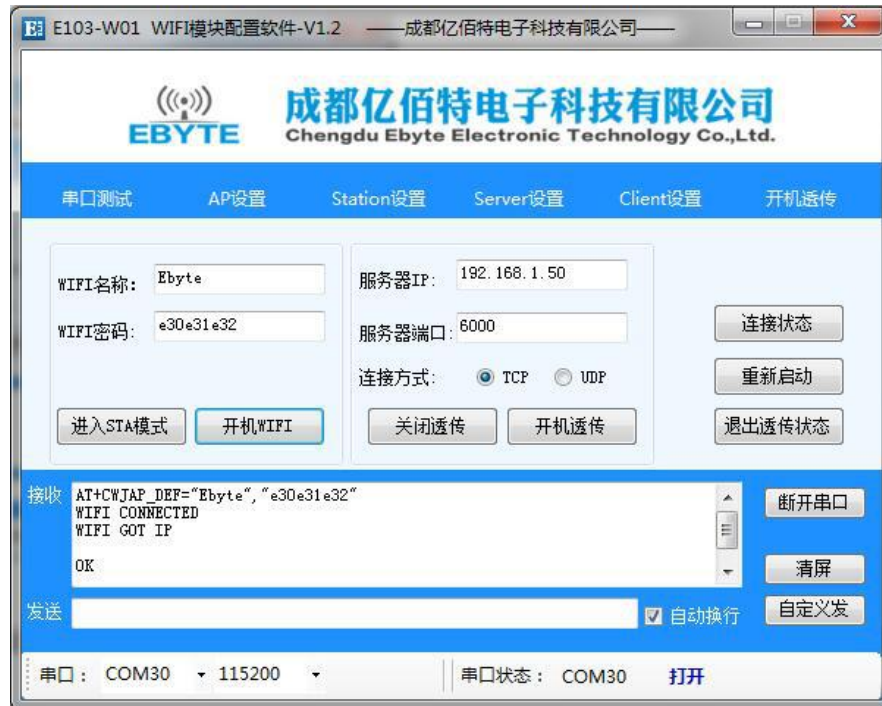 E103-W01 WIFI模块配置软件-V1.2 ——成都亿佰特电子科技有限公司——
EBYTE
成都亿佰特电子科技有限公司
Chengdu Ebyte Electronic Technology Co.,Ltd.
串口测试 AP设置 Station设置 Server设置 Client设置 开机透传
WIFI名称: Ebyte
WIFI密码: e30e31e32
进入STA模式 开机WIFI
服务器IP: 192.168.1.50
服务器端口: 6000
连接方式: TCP UDP
关闭透传 开机透传
连接状态
重新启动
退出透传状态
接收
AT+CWJAP_DEF="Ebyte","e30e31e32"
WIFI CONNECTED
WIFI GOT IP
OK
断开串口
清屏
发送 自动换行 自定义发
串口: COM30 115200 串口状态: COM30 打开